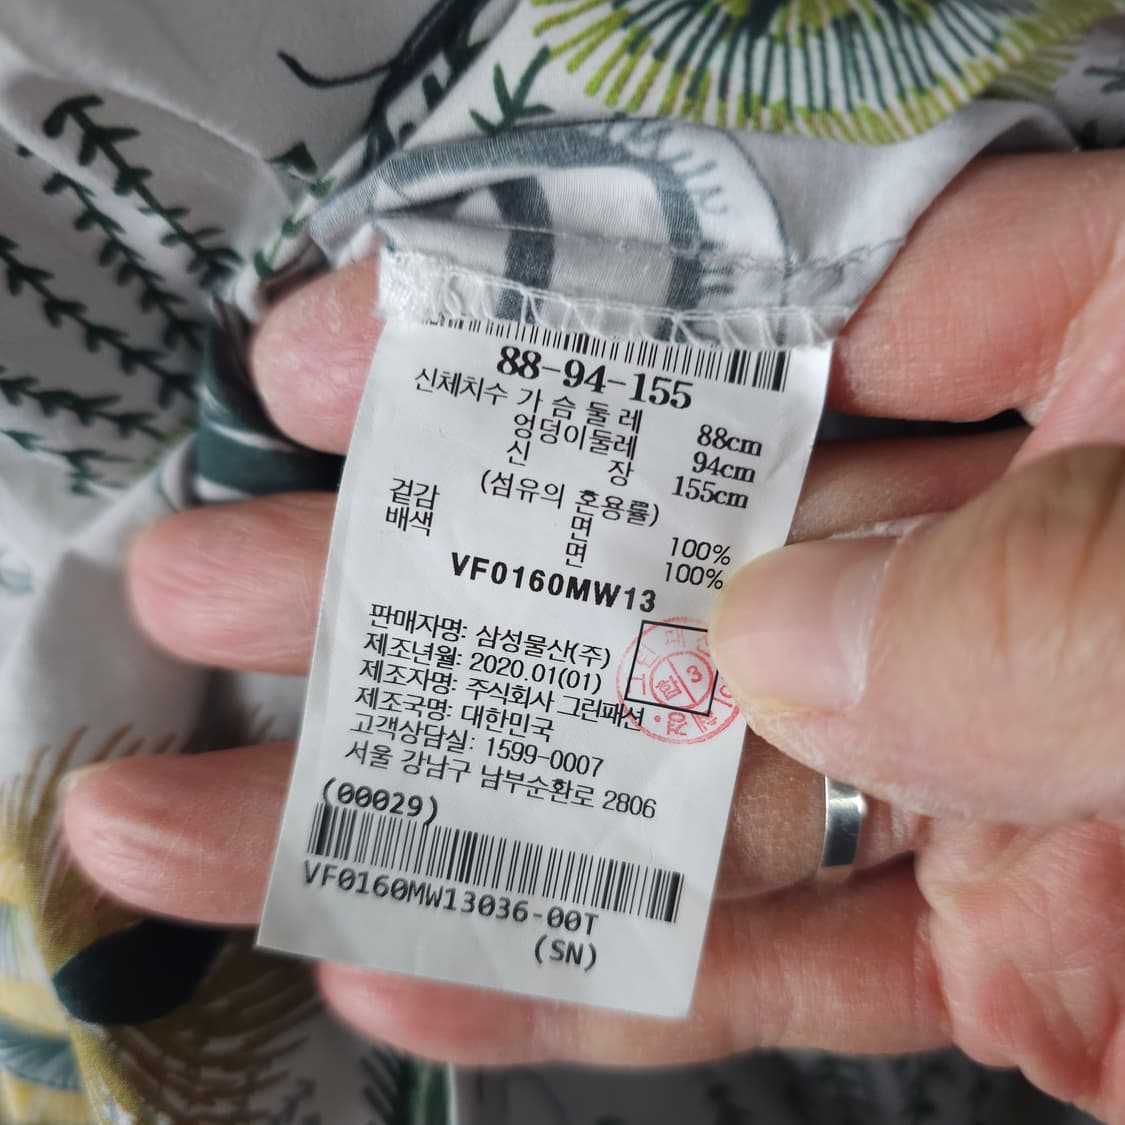 88-94-155
신체치수 가슴둘레 88cm
엉덩이둘레 94cm
신 장 155cm
(섬유의 혼용률)
겉감 면 100%
배색 면 100%
VF0160MW13
판매자명: 삼성물산(주)
제조년월: 2020.01(01)
제조자명: 주식회사 그린패션
제조국명: 대한민국
고객상담실: 1599-0007
서울 강남구 남부순환로 2806
(00029)
VF0160MW13036-00T
(SN)
합 3